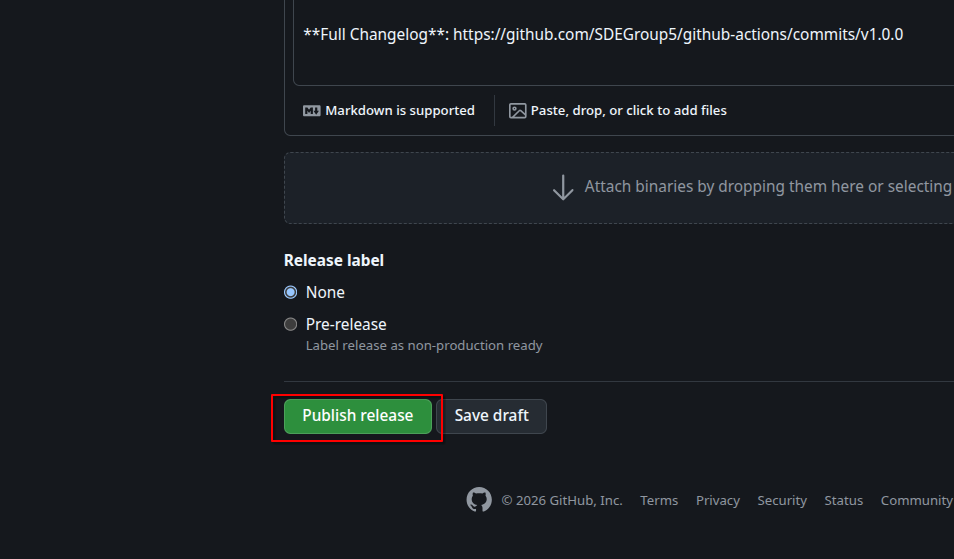 **Full Changelog**: https://github.com/SDEGroup5/github-actions/commits/v1.0.0
Markdown is supported
Paste, drop, or click to add files
Attach binaries by dropping them here or selecting
Release label
None
Pre-release
Label release as non-production ready
Publish release
Save draft
© 2026 GitHub, Inc. Terms Privacy Security Status Community